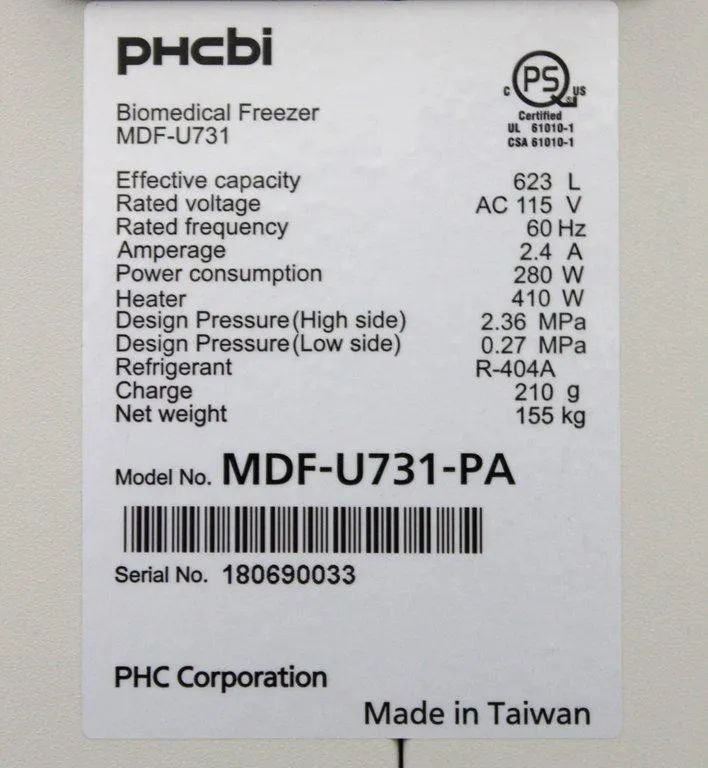 PHCbi
C PS US
Certified
UL 61010-1
CSA 61010-1
Biomedical Freezer
MDF-U731
Effective capacity 623 L
Rated voltage AC 115 V
Rated frequency 60 Hz
Amperage 2.4 A
Power consumption 280 W
Heater 410 W
Design Pressure(High side) 2.36 MPa
Design Pressure(Low side) 0.27 MPa
Refrigerant R-404A
Charge 210 g
Net weight 155 kg
Model No. MDF-U731-PA
Serial No. 180690033
PHC Corporation
Made in Taiwan